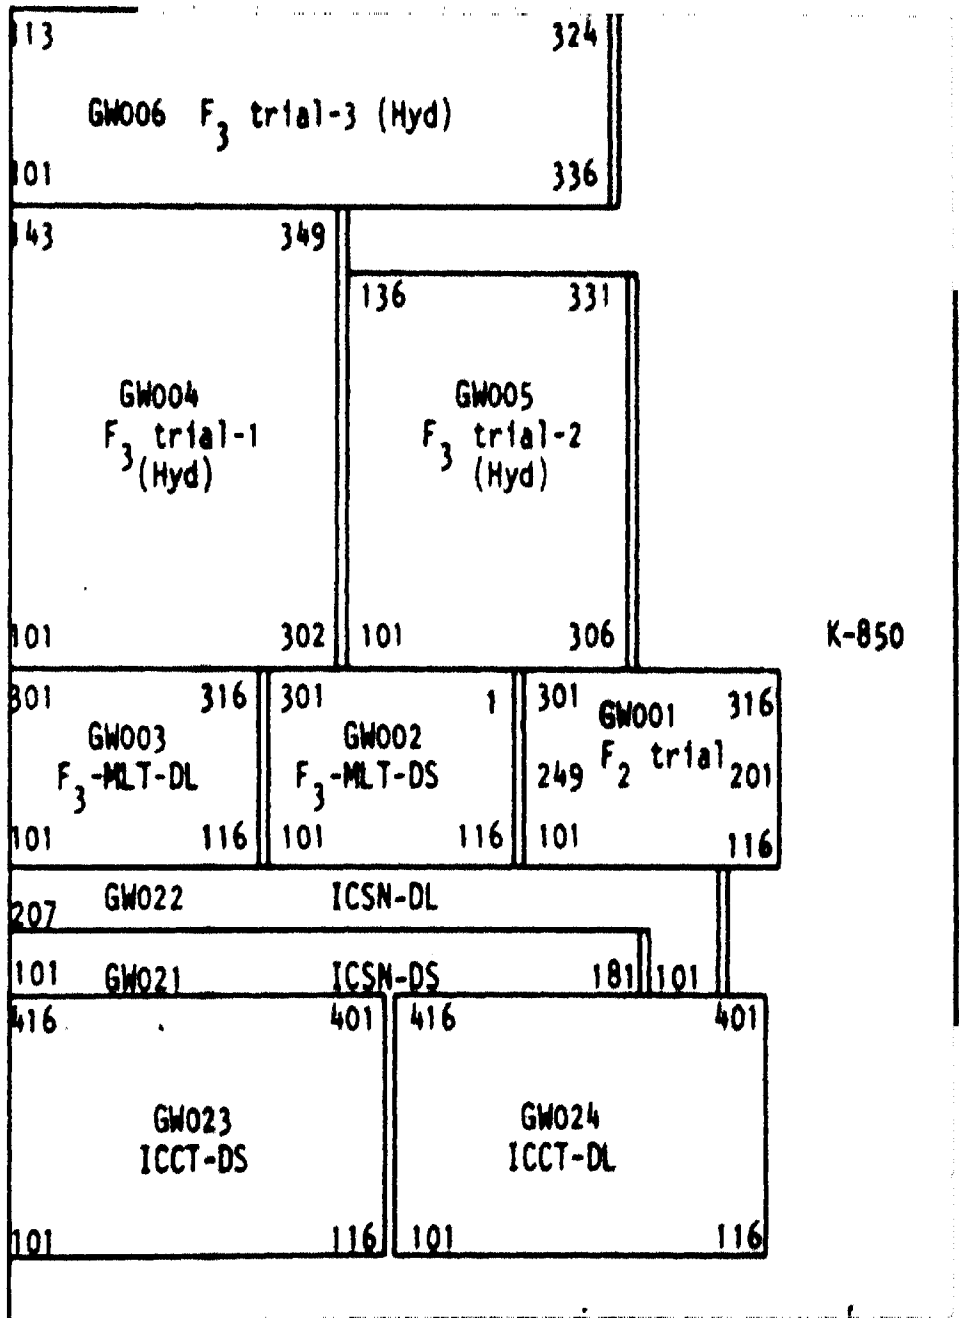 113 324
GW006 F3 trial-3 (Hyd)
101 336
143 349
136 331
GW004
F3 trial-1
(Hyd)
GW005
F3 trial-2
(Hyd)
101 302
101 306
K-850
301 316
GW003
F3-MLT-DL
101 116
301 1
GW002
F3-MLT-DS
101 116
301 GW001 316
F2 trial
249 201
101 116
GW022 ICSN-DL
207
101 GW021 ICSN-DS 181 101
416 401
GW023
ICCT-DS
101 116
416 401
GW024
ICCT-DL
101 116